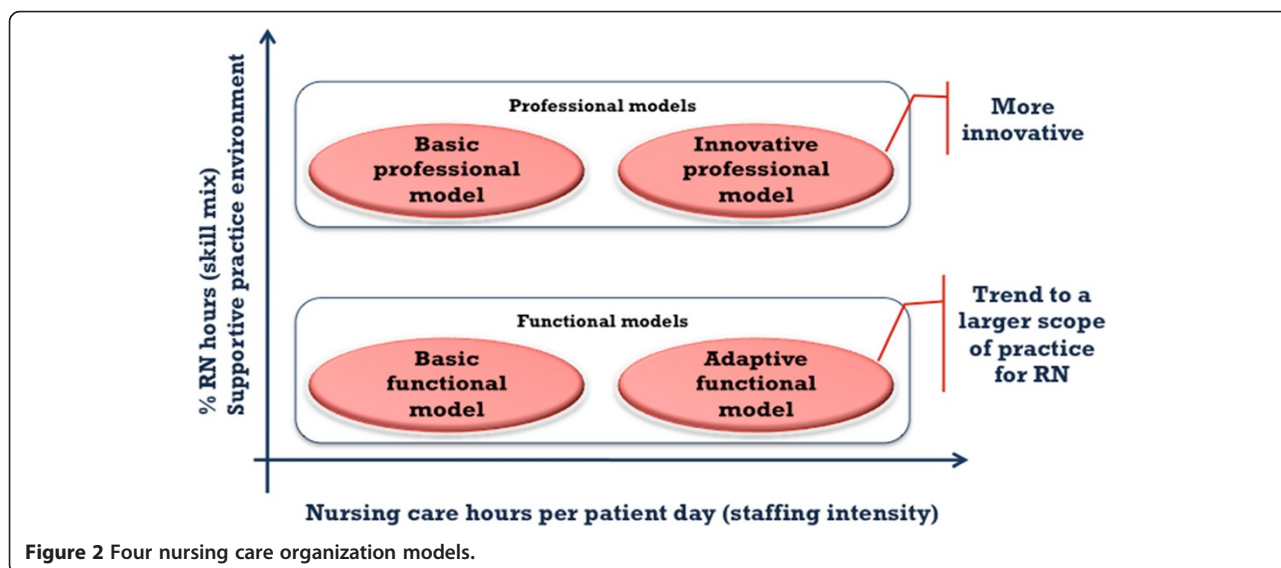 % RN hours (skill mix)
Supportive practice environment
Professional models
Basic
professional
model
Innovative
professional
model
More
innovative
Functional models
Basic
functional
model
Adaptive
functional
model
Trend to a
larger scope
of practice
for RN
Nursing care hours per patient day (staffing intensity)
Figure 2 Four nursing care organization models.